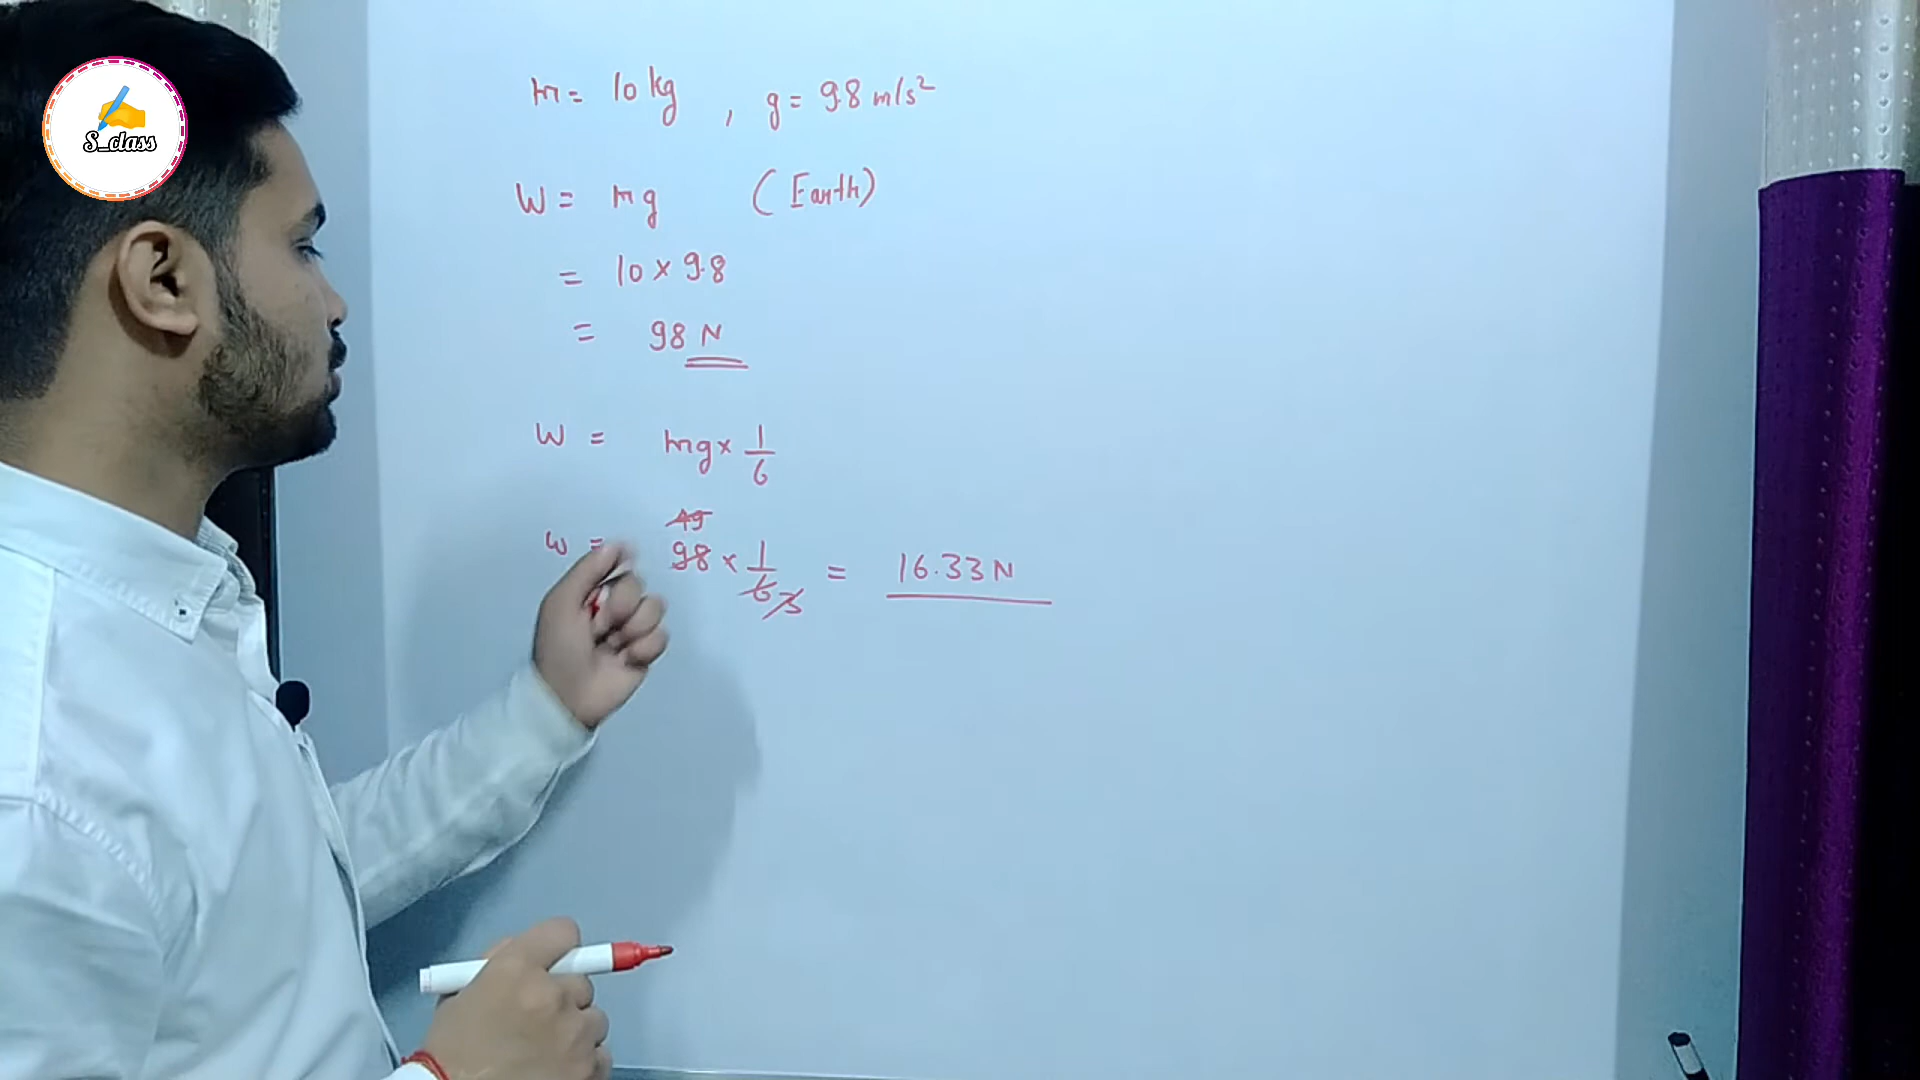 S_class
m = 10 kg , g = 9.8 m/s²
W = mg (Earth)
= 10 × 9.8
= 98 N
W = mg × 1/6
49
W = 98 × 1/6 = 16.33 N
3